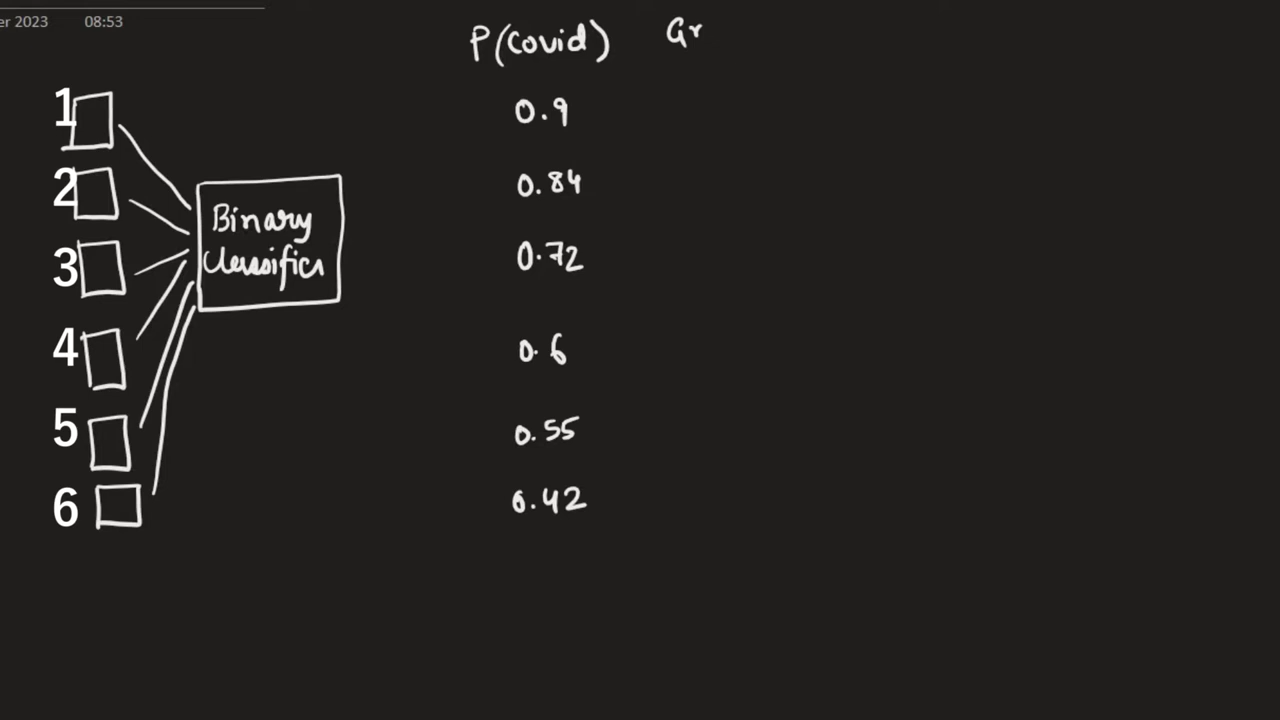 er 2023 08:53
P(Covid) Gr
1 0.9
2 0.84
Binary
3 Classifier 0.72
4 0.6
5 0.55
6 0.42